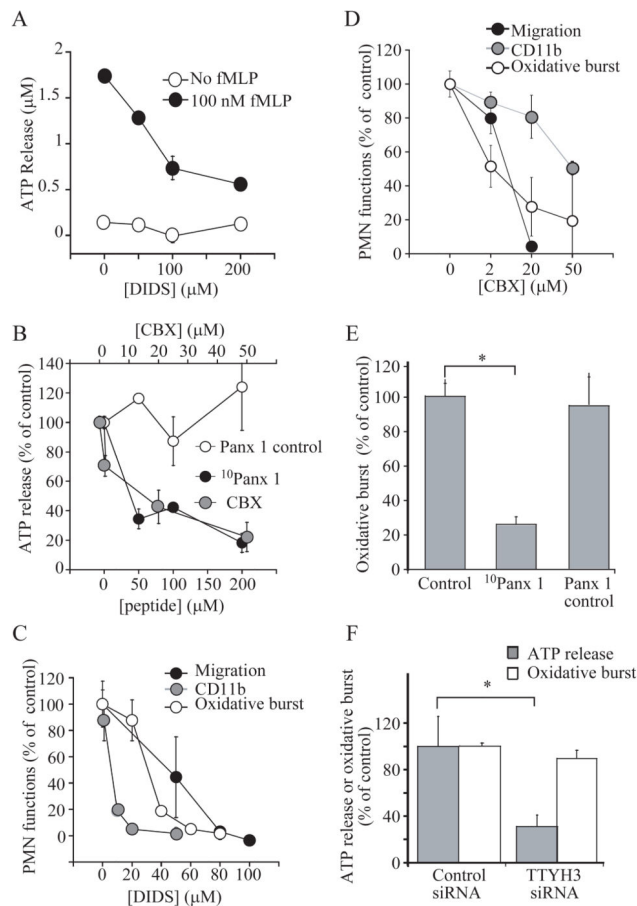 A
No fMLP
100 nM fMLP
ATP Release (μM)
2
1.5
1
0.5
0
0 50 100 200
[DIDS] (μM)
B
[CBX] (μM)
0 10 20 30 40 50
ATP release (% of control)
140
120
100
80
60
40
20
0
Panx 1 control
¹⁰Panx 1
CBX
0 50 100 200
[peptide] (μM)
C
PMN functions (% of control)
120
100
80
60
40
20
0
Migration
CD11b
Oxidative burst
0 20 40 60 80 100
[DIDS] (μM)
D
Migration
CD11b
Oxidative burst
PMN functions (% of control)
120
100
80
60
40
20
0
0 2 20 50
[CBX] (μM)
E
Oxidative burst (% of control)
120
100
80
60
40
20
0
*
Control ¹⁰Panx 1 Panx 1
control
F
ATP release
Oxidative burst
ATP release or oxidative burst
(% of control)
120
80
40
0
*
Control TTYH3
siRNA siRNA